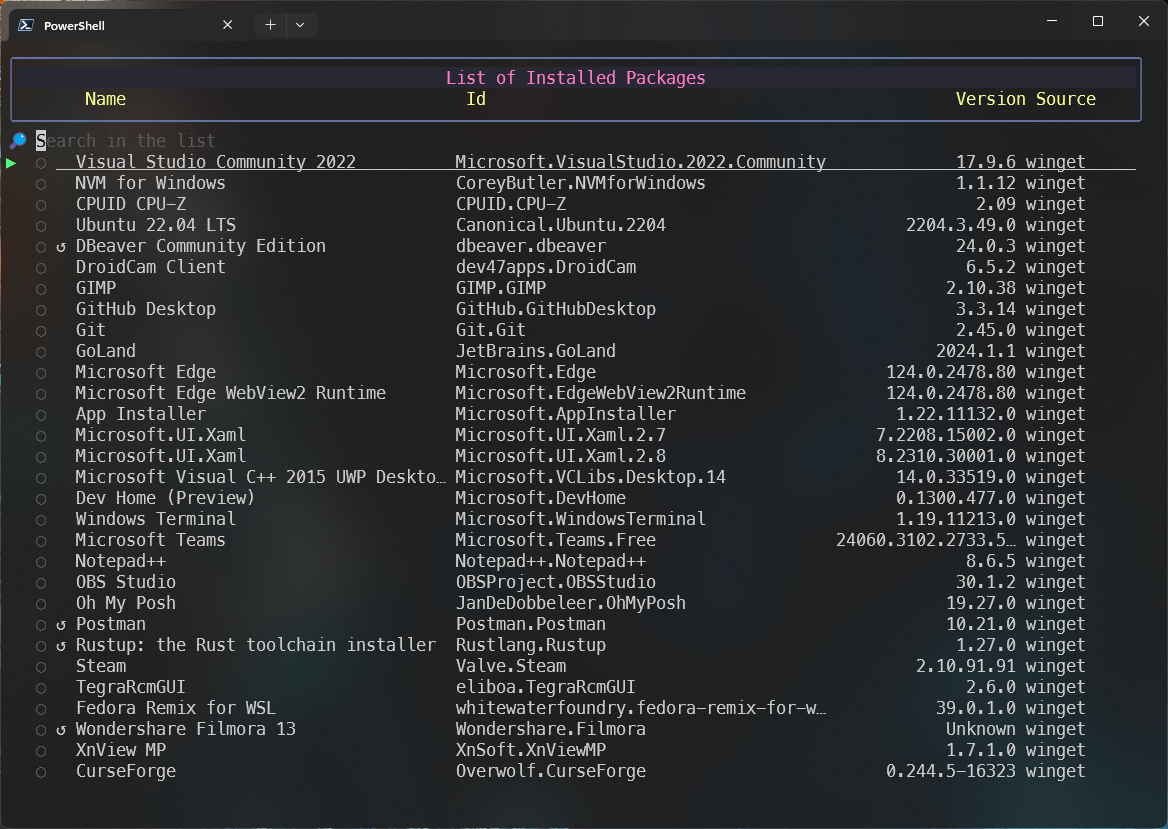 PowerShell
List of Installed Packages
Name Id Version Source
Search in the list
Visual Studio Community 2022 Microsoft.VisualStudio.2022.Community 17.9.6 winget
NVM for Windows CoreyButler.NVMforWindows 1.1.12 winget
CPUID CPU-Z CPUID.CPU-Z 2.09 winget
Ubuntu 22.04 LTS Canonical.Ubuntu.2204 2204.3.49.0 winget
↺ DBeaver Community Edition dbeaver.dbeaver 24.0.3 winget
DroidCam Client dev47apps.DroidCam 6.5.2 winget
GIMP GIMP.GIMP 2.10.38 winget
GitHub Desktop GitHub.GitHubDesktop 3.3.14 winget
Git Git.Git 2.45.0 winget
GoLand JetBrains.GoLand 2024.1.1 winget
Microsoft Edge Microsoft.Edge 124.0.2478.80 winget
Microsoft Edge WebView2 Runtime Microsoft.EdgeWebView2Runtime 124.0.2478.80 winget
App Installer Microsoft.AppInstaller 1.22.11132.0 winget
Microsoft.UI.Xaml Microsoft.UI.Xaml.2.7 7.2208.15002.0 winget
Microsoft.UI.Xaml Microsoft.UI.Xaml.2.8 8.2310.30001.0 winget
Microsoft Visual C++ 2015 UWP Deskto… Microsoft.VCLibs.Desktop.14 14.0.33519.0 winget
Dev Home (Preview) Microsoft.DevHome 0.1300.477.0 winget
Windows Terminal Microsoft.WindowsTerminal 1.19.11213.0 winget
Microsoft Teams Microsoft.Teams.Free 24060.3102.2733.5… winget
Notepad++ Notepad++.Notepad++ 8.6.5 winget
OBS Studio OBSProject.OBSStudio 30.1.2 winget
Oh My Posh JanDeDobbeleer.OhMyPosh 19.27.0 winget
↺ Postman Postman.Postman 10.21.0 winget
↺ Rustup: the Rust toolchain installer Rustlang.Rustup 1.27.0 winget
Steam Valve.Steam 2.10.91.91 winget
TegraRcmGUI eliboa.TegraRcmGUI 2.6.0 winget
Fedora Remix for WSL whitewaterfoundry.fedora-remix-for-w… 39.0.1.0 winget
↺ Wondershare Filmora 13 Wondershare.Filmora Unknown winget
XnView MP XnSoft.XnViewMP 1.7.1.0 winget
CurseForge Overwolf.CurseForge 0.244.5-16323 winget